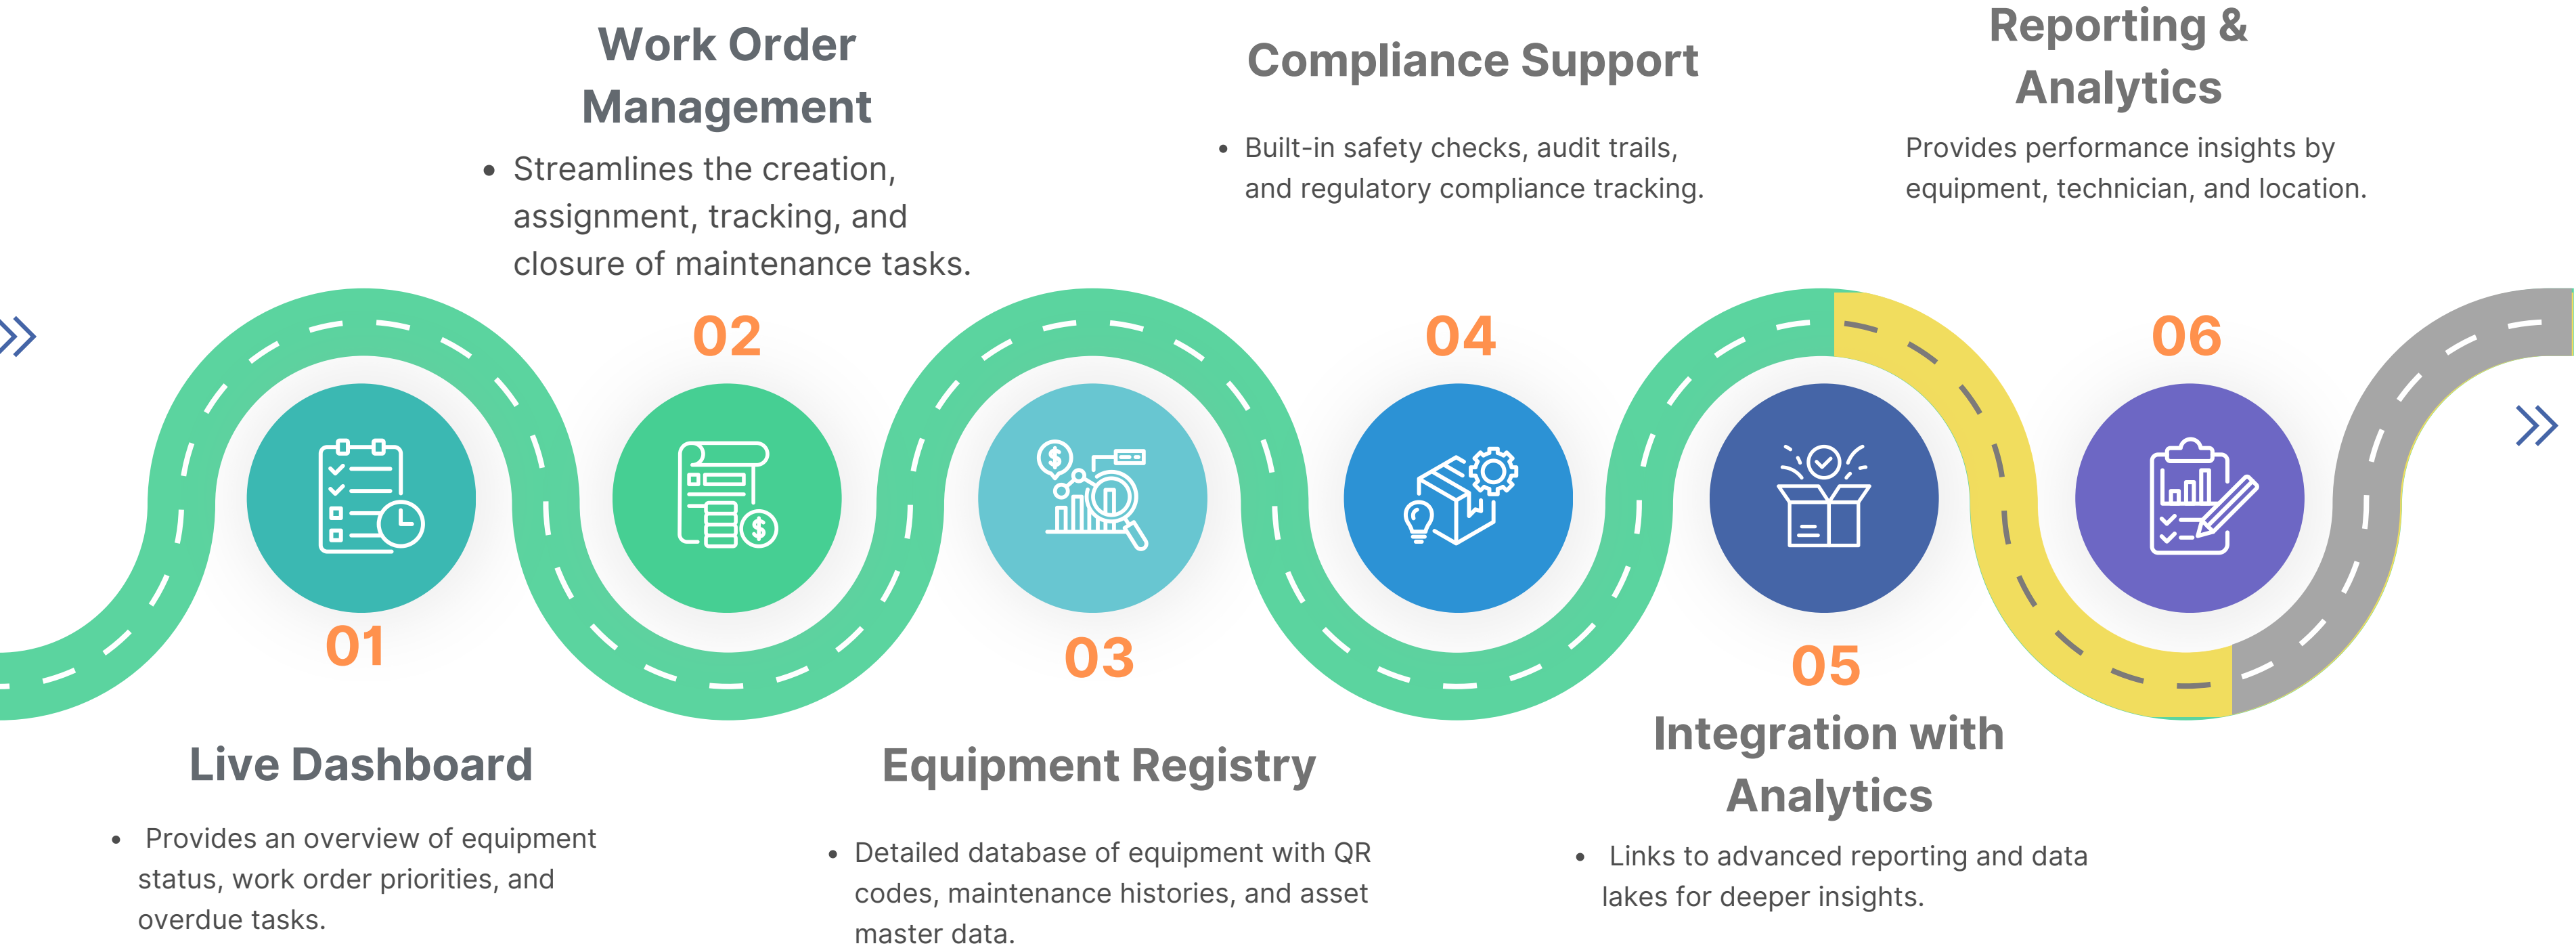 01
Live Dashboard
• Provides an overview of equipment
status, work order priorities, and
overdue tasks.
Work Order
Management
• Streamlines the creation,
assignment, tracking, and
closure of maintenance tasks.
02
03
Equipment Registry
• Detailed database of equipment with QR
codes, maintenance histories, and asset
master data.
Compliance Support
• Built-in safety checks, audit trails,
and regulatory compliance tracking.
04
05
Integration with
Analytics
• Links to advanced reporting and data
lakes for deeper insights.
Reporting &
Analytics
Provides performance insights by
equipment, technician, and location.
06